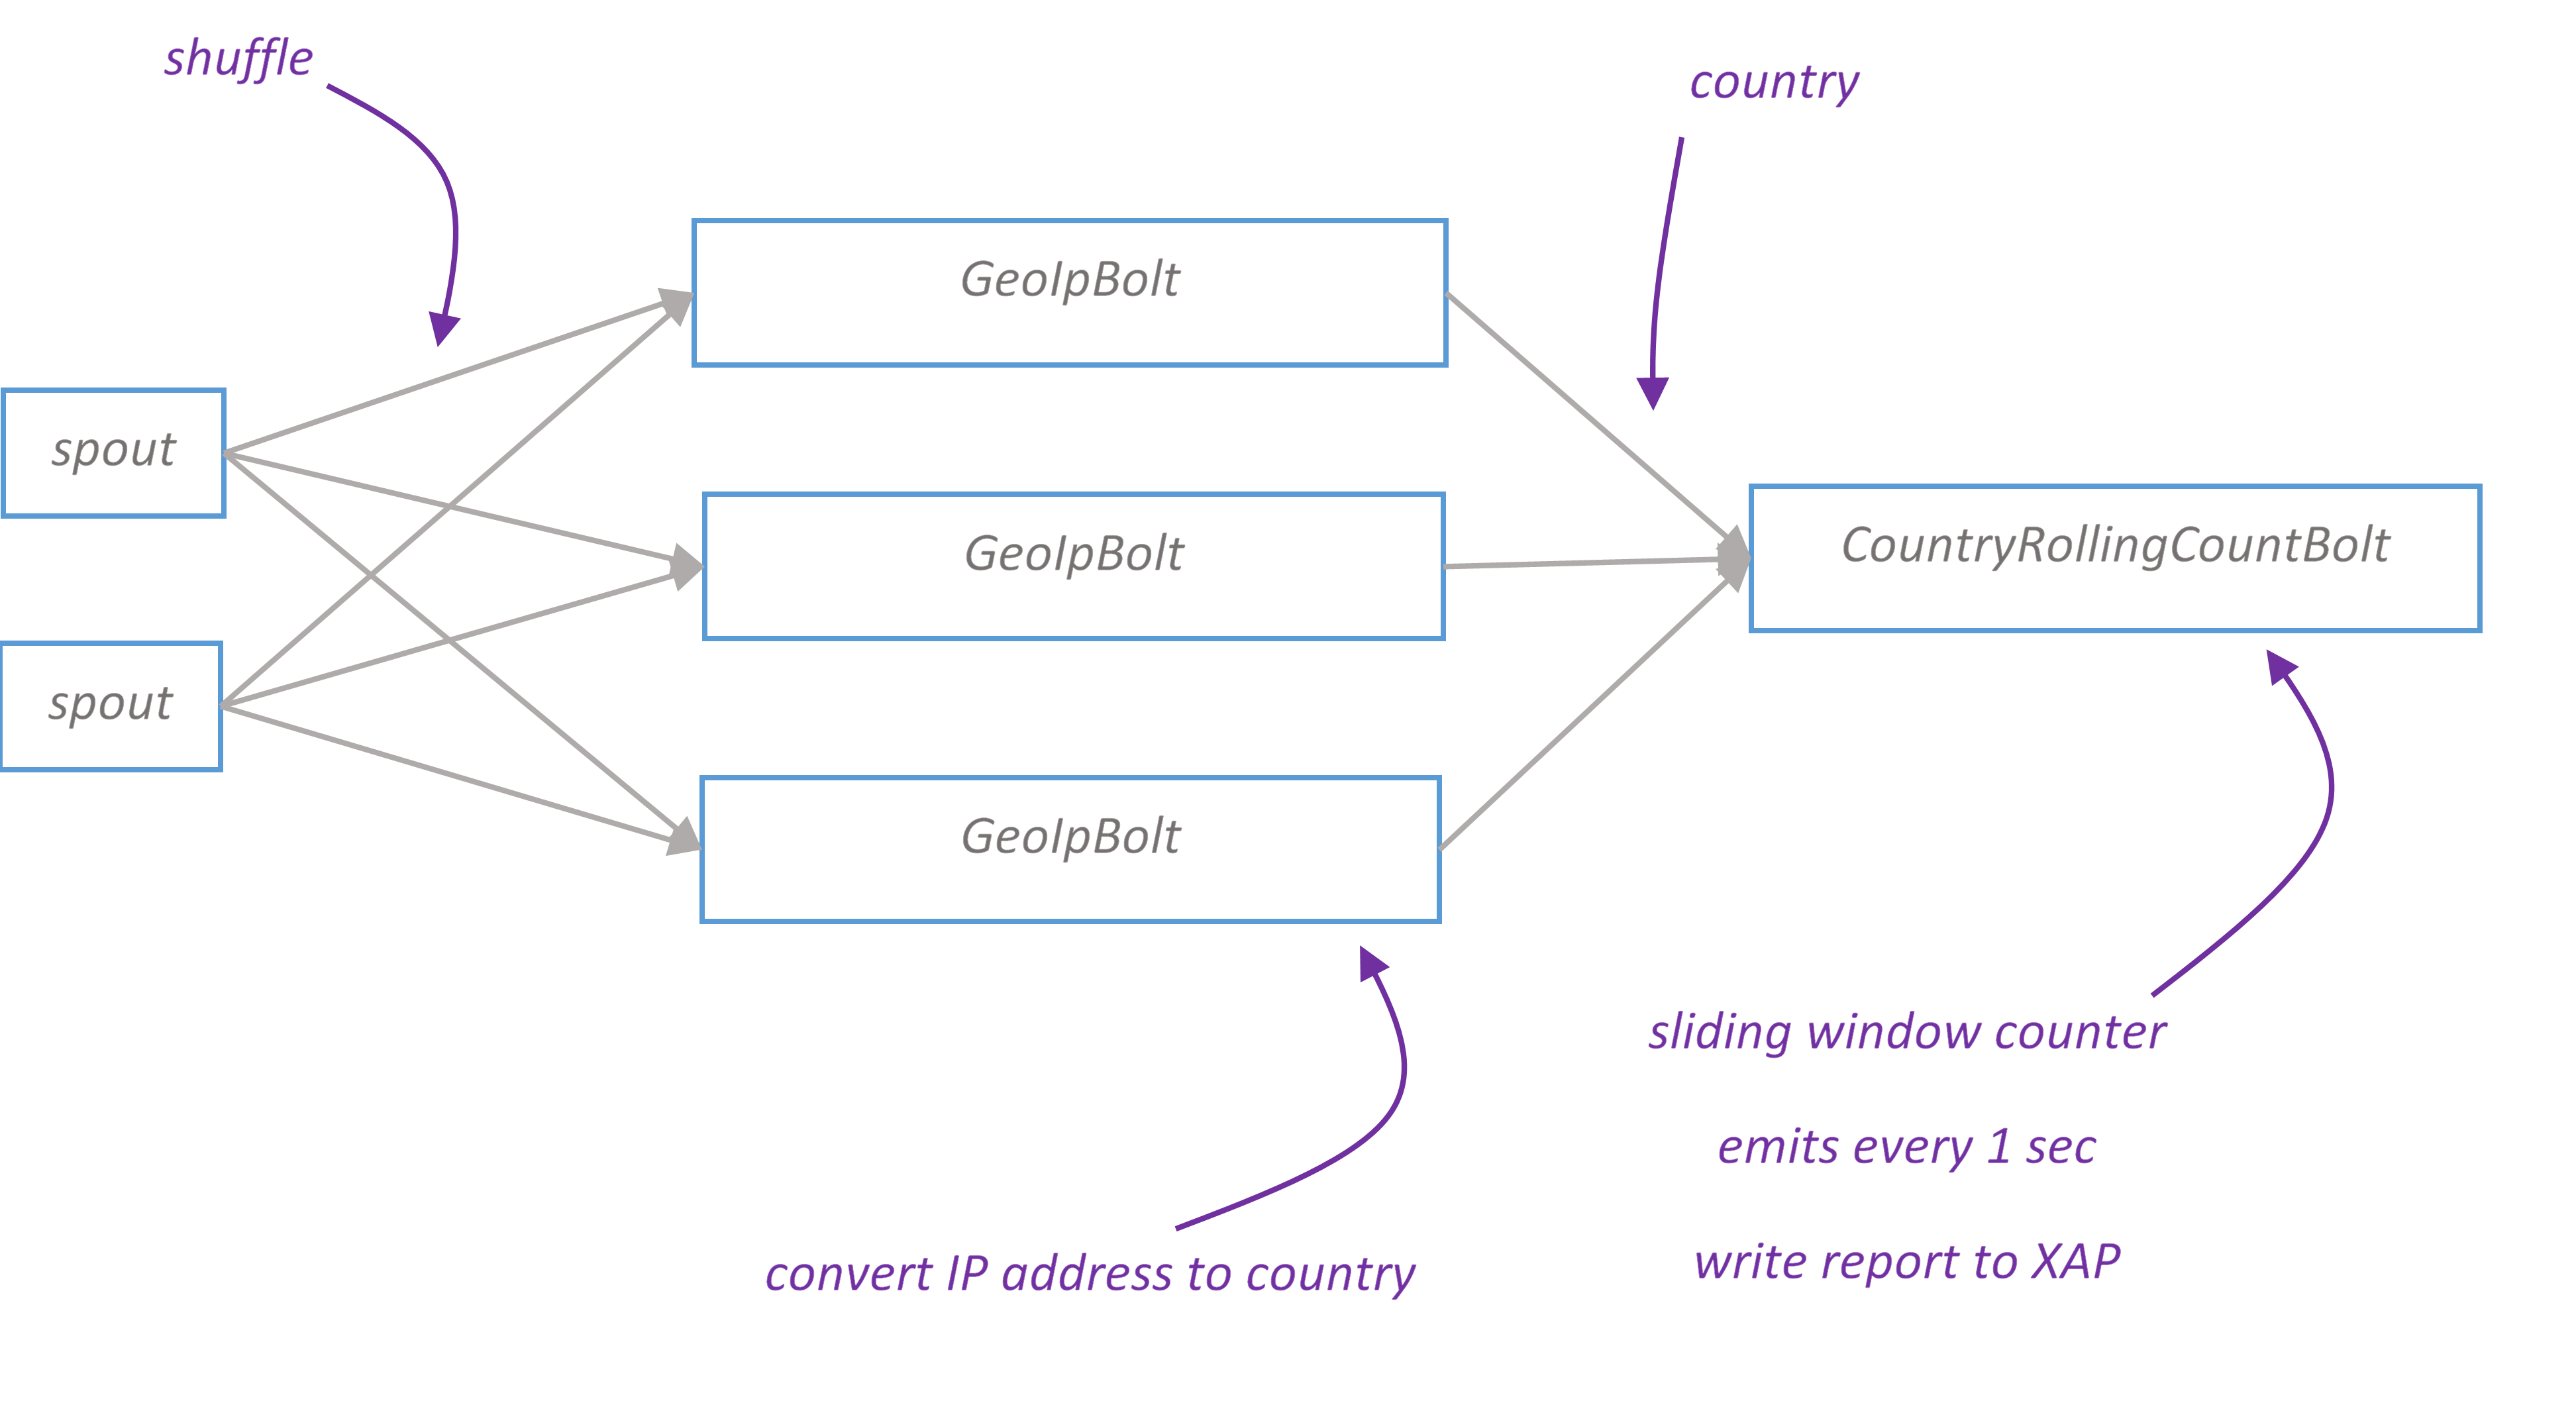 shuffle
country
GeoIpBolt
spout
GeoIpBolt
CountryRollingCountBolt
spout
GeoIpBolt
sliding window counter
emits every 1 sec
write report to XAP
convert IP address to country